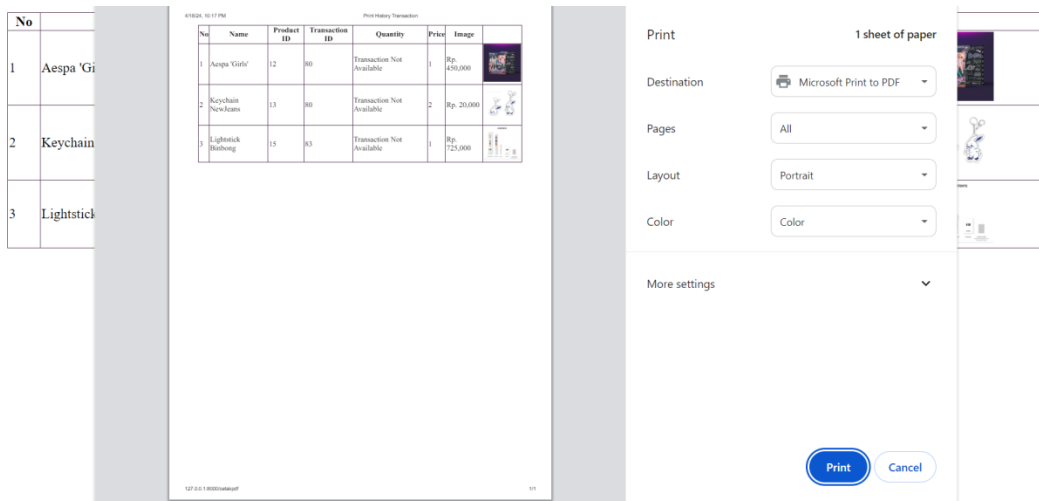 No
1 Aespa 'Gi
2 Keychain
3 Lightstick
4/18/24, 10:17 PM Print History Transaction
No Name Product ID Transaction ID Quantity Price Image
1 Aespa 'Girls' 12 80 Transaction Not Available 1 Rp. 450,000
2 Keychain NewJeans 13 80 Transaction Not Available 2 Rp. 20,000
3 Lightstick Binbong 15 83 Transaction Not Available 1 Rp. 725,000
127.0.0.1:8000/cetakpdf 1/1
Print 1 sheet of paper
Destination Microsoft Print to PDF
Pages All
Layout Portrait
Color Color
More settings
Print Cancel